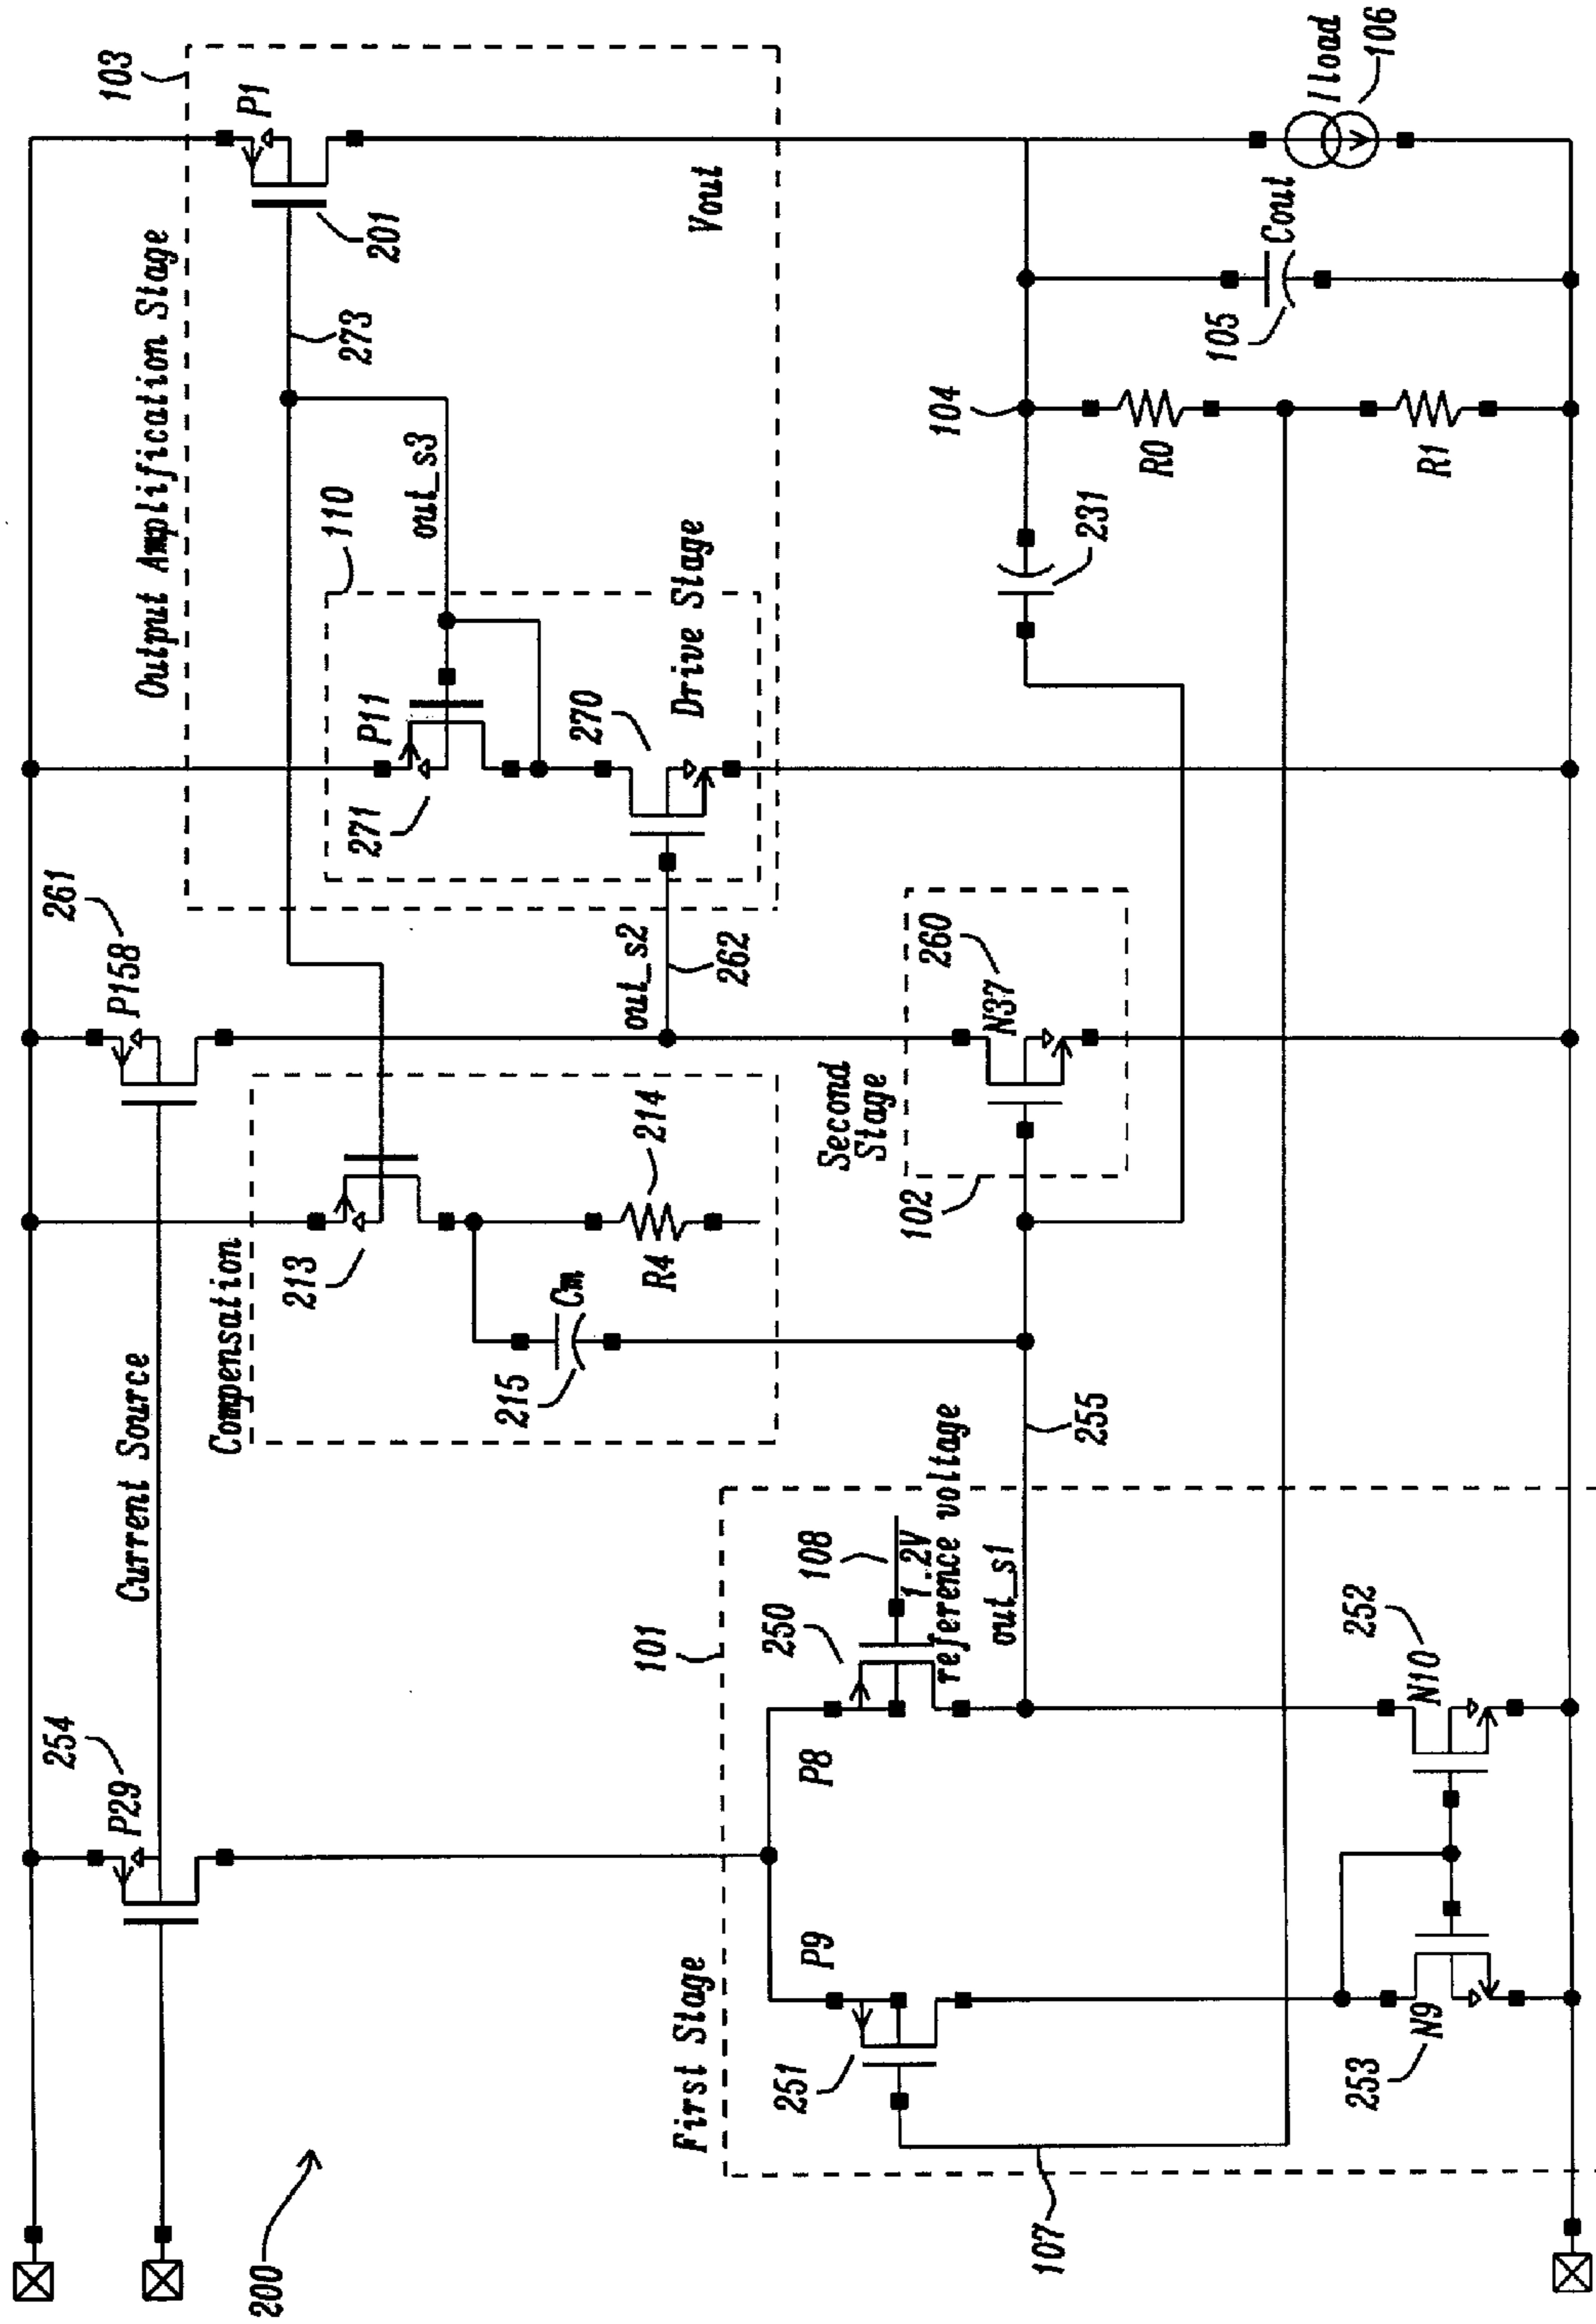 200
254
P29
Current Source
Compensation
213
215
Cm
R4
214
261
P158
out_s2
262
Output Amplification Stage
103
P1
201
273
out_s3
110
P11
271
270
Drive Stage
Vout
First Stage
101
P9
251
P8
250
108
1.2V
reference voltage
out_s1
255
107
N9
253
N10
252
Second
Stage
102
N37
260
104
231
R0
R1
105
Cout
Iload
106